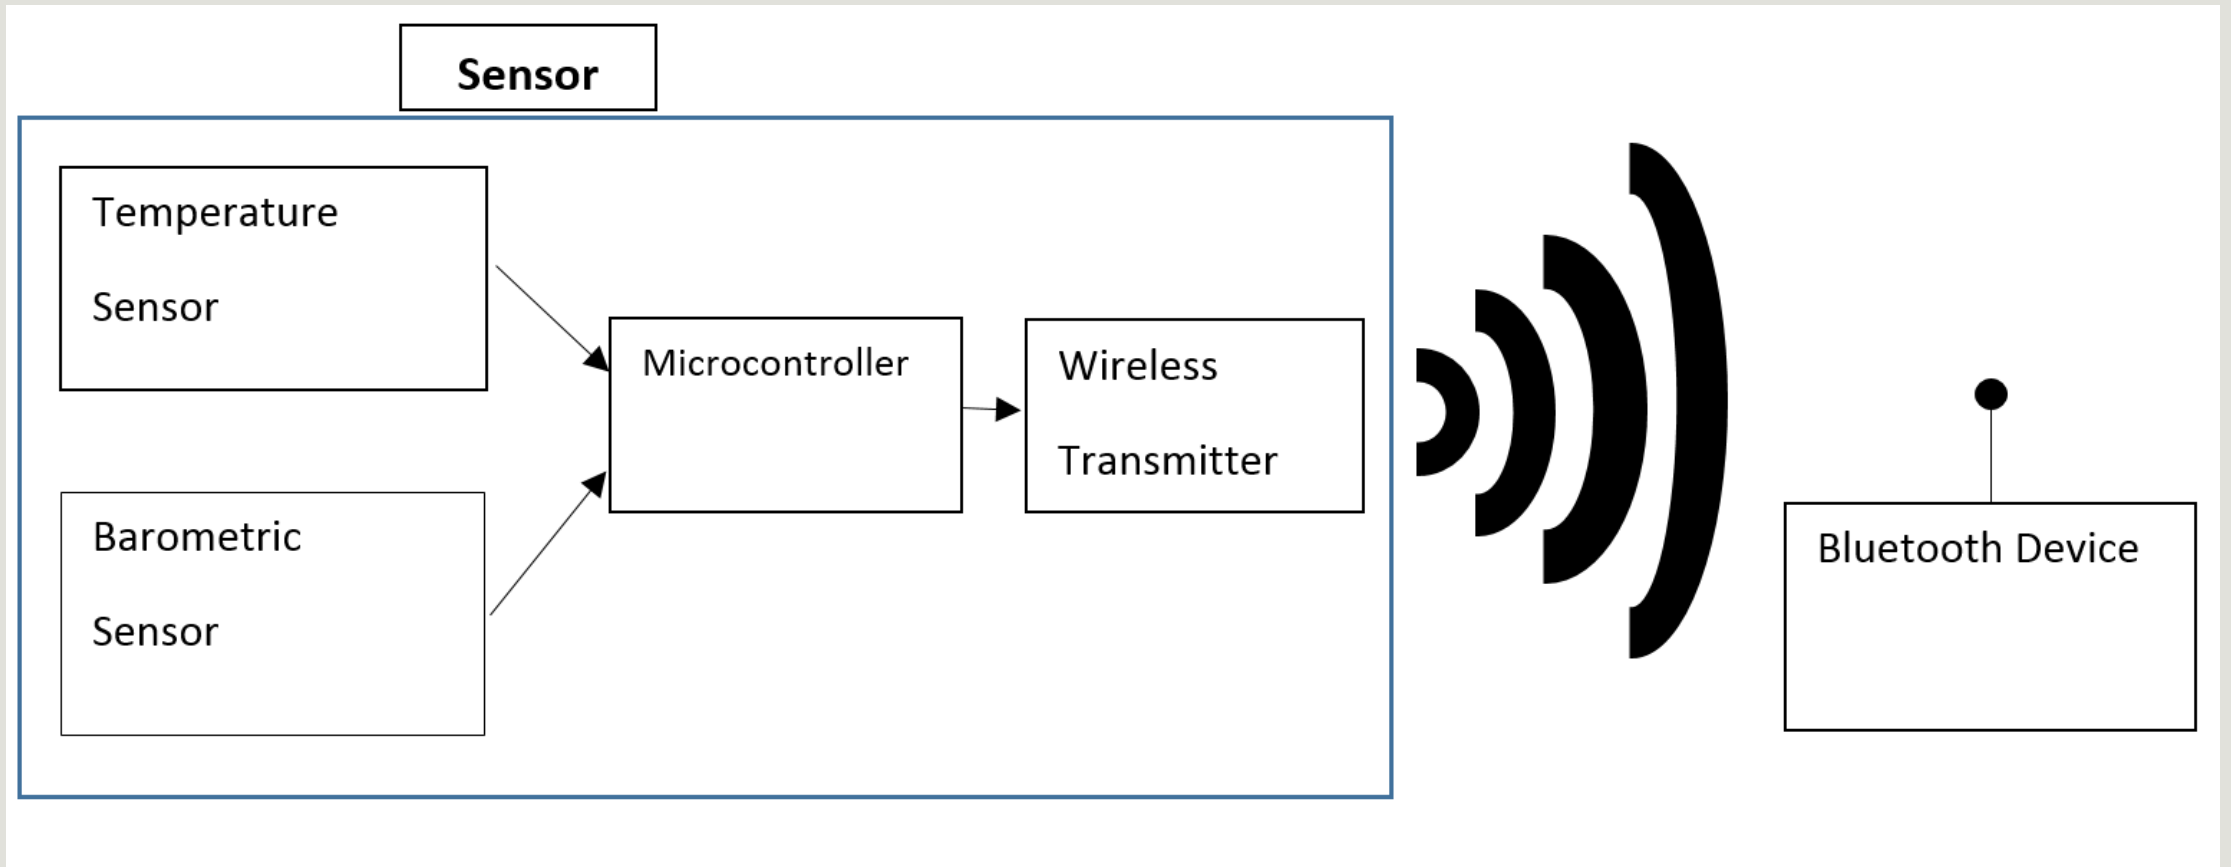 Sensor
Temperature
Sensor
Microcontroller
Wireless
Transmitter
Barometric
Sensor
Bluetooth Device